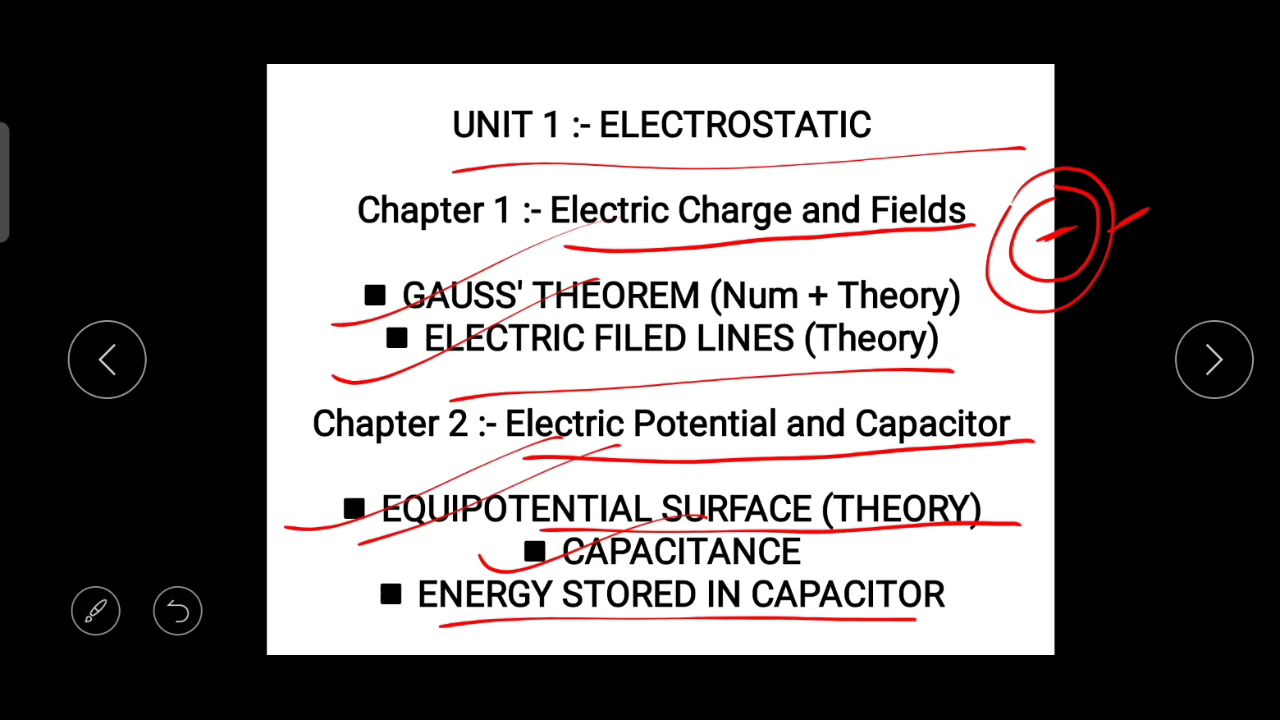 UNIT 1 :- ELECTROSTATIC
Chapter 1 :- Electric Charge and Fields
■ GAUSS' THEOREM (Num + Theory)
■ ELECTRIC FILED LINES (Theory)
Chapter 2 :- Electric Potential and Capacitor
■ EQUIPOTENTIAL SURFACE (THEORY)
■ CAPACITANCE
■ ENERGY STORED IN CAPACITOR